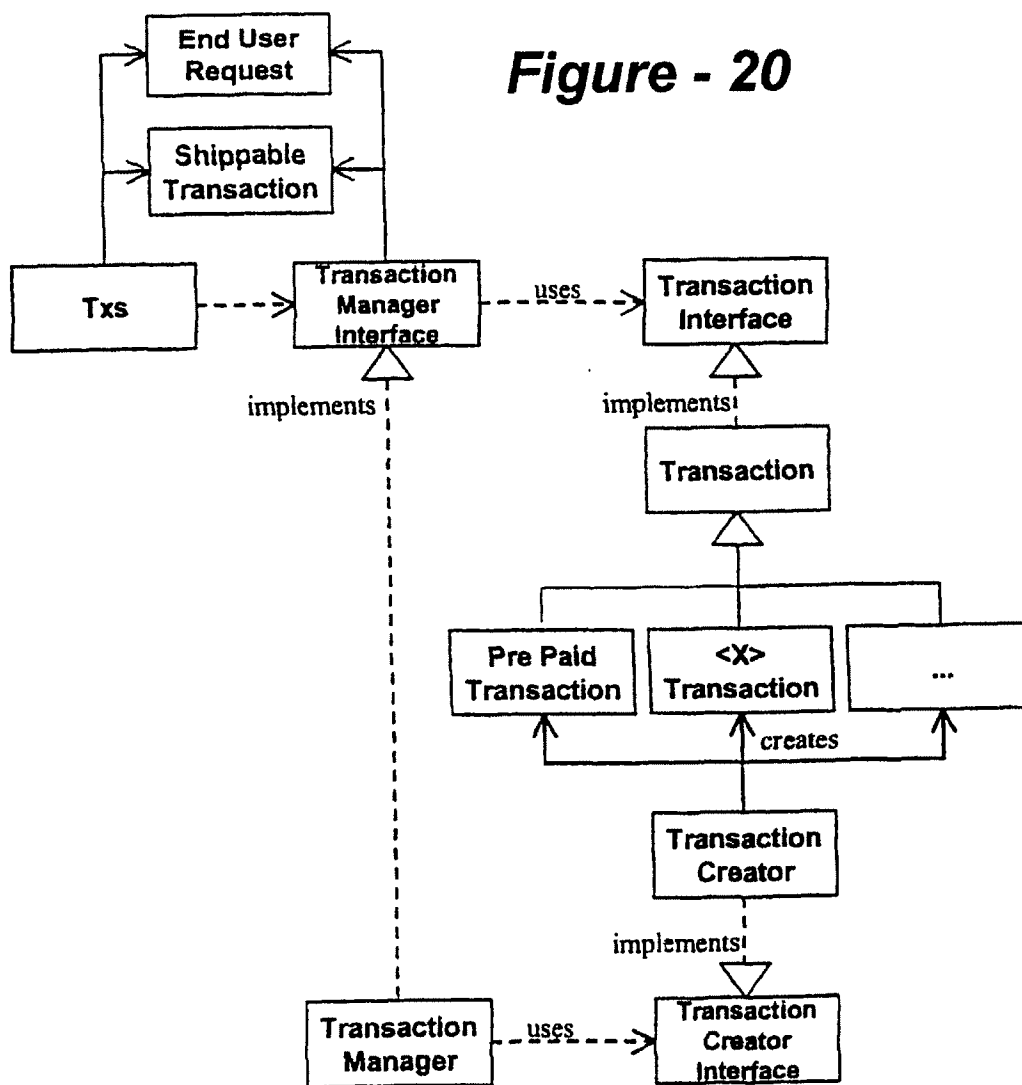 End User
Request
Figure - 20
Shippable
Transaction
Txs
Transaction
Manager
Interface
uses
Transaction
Interface
implements
implements
Transaction
Pre Paid
Transaction
<X>
Transaction
...
creates
Transaction
Creator
implements
Transaction
Manager
uses
Transaction
Creator
Interface